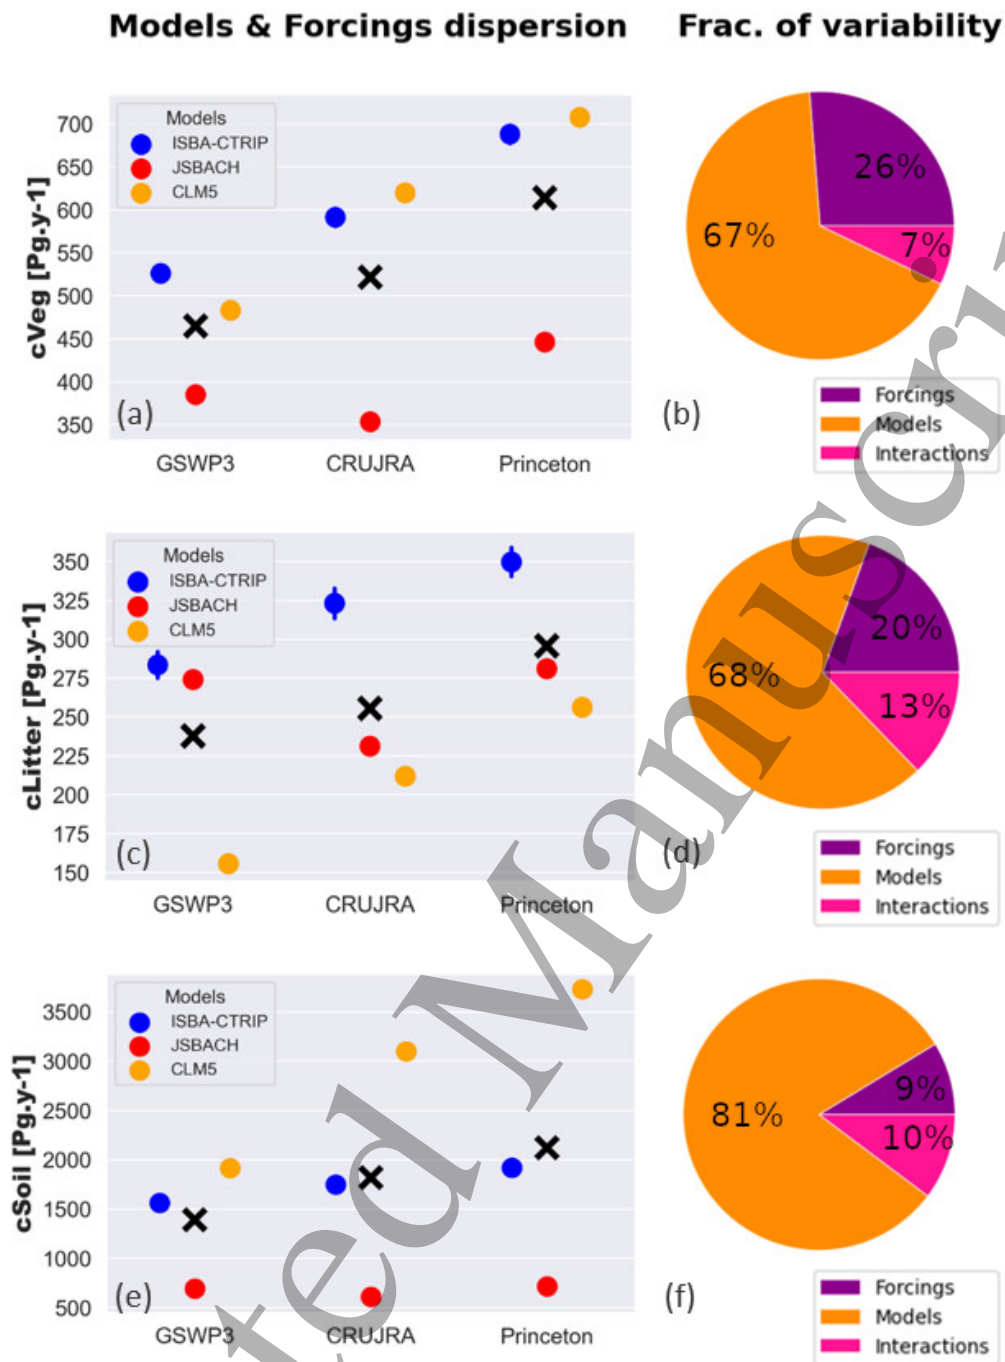 Models & Forcings dispersion
Frac. of variability
cVeg [Pg.y-1]
700
650
600
550
500
450
400
350
Models
ISBA-CTRIP
JSBACH
CLM5
(a)
GSWP3 CRUJRA Princeton
26%
67%
7%
(b)
Forcings
Models
Interactions
cLitter [Pg.y-1]
350
325
300
275
250
225
200
175
150
Models
ISBA-CTRIP
JSBACH
CLM5
(c)
GSWP3 CRUJRA Princeton
20%
68%
13%
(d)
Forcings
Models
Interactions
cSoil [Pg.y-1]
3500
3000
2500
2000
1500
1000
500
Models
ISBA-CTRIP
JSBACH
CLM5
(e)
GSWP3 CRUJRA Princeton
9%
81%
10%
(f)
Forcings
Models
Interactions
ted Manuscri